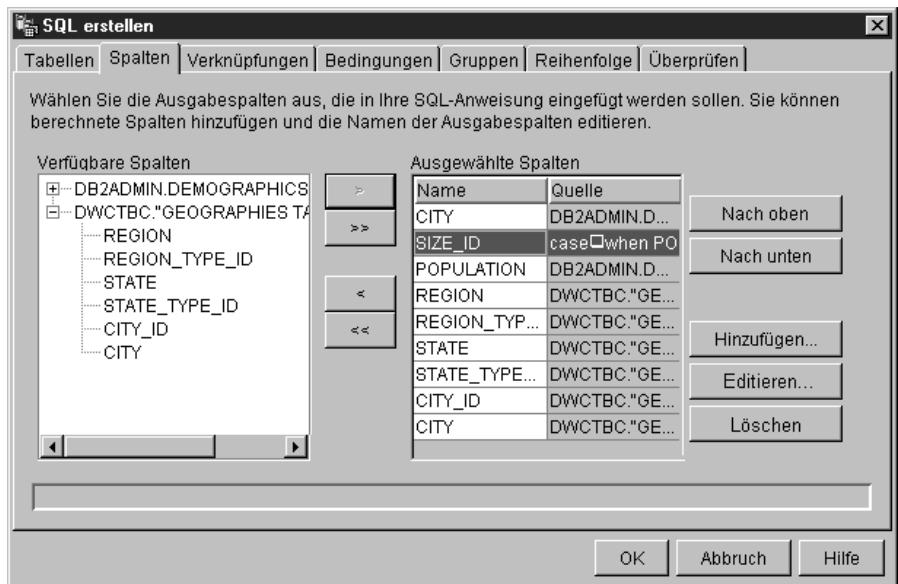 SQL erstellen
Tabellen Spalten Verknüpfungen Bedingungen Gruppen Reihenfolge Überprüfen
Wählen Sie die Ausgabespalten aus, die in Ihre SQL-Anweisung eingefügt werden sollen. Sie können
berechnete Spalten hinzufügen und die Namen der Ausgabespalten editieren.
Verfügbare Spalten
DB2ADMIN.DEMOGRAPHICS
DWCTBC."GEOGRAPHIES TA
REGION
REGION_TYPE_ID
STATE
STATE_TYPE_ID
CITY_ID
CITY
>
>>
<
<<
Ausgewählte Spalten
Name Quelle
CITY DB2ADMIN.D...
SIZE_ID case□when PO
POPULATION DB2ADMIN.D...
REGION DWCTBC."GE...
REGION_TYP... DWCTBC."GE...
STATE DWCTBC."GE...
STATE_TYPE... DWCTBC."GE...
CITY_ID DWCTBC."GE...
CITY DWCTBC."GE...
Nach oben
Nach unten
Hinzufügen...
Editieren...
Löschen
OK Abbruch Hilfe